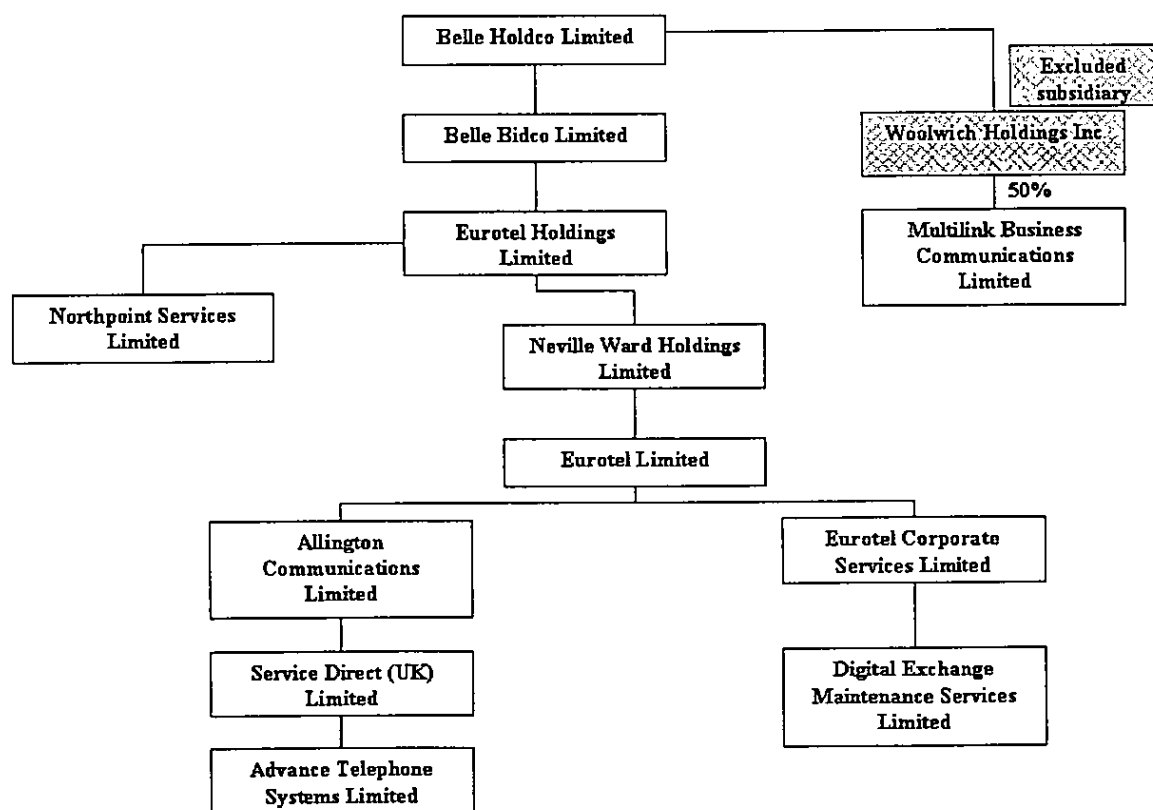 Belle Holdco Limited
Excluded
subsidiary
Belle Bidco Limited
Woolwich Holdings Inc
50%
Eurotel Holdings
Limited
Multilink Business
Communications
Limited
Northpoint Services
Limited
Neville Ward Holdings
Limited
Eurotel Limited
Allington
Communications
Limited
Eurotel Corporate
Services Limited
Service Direct (UK)
Limited
Digital Exchange
Maintenance Services
Limited
Advance Telephone
Systems Limited